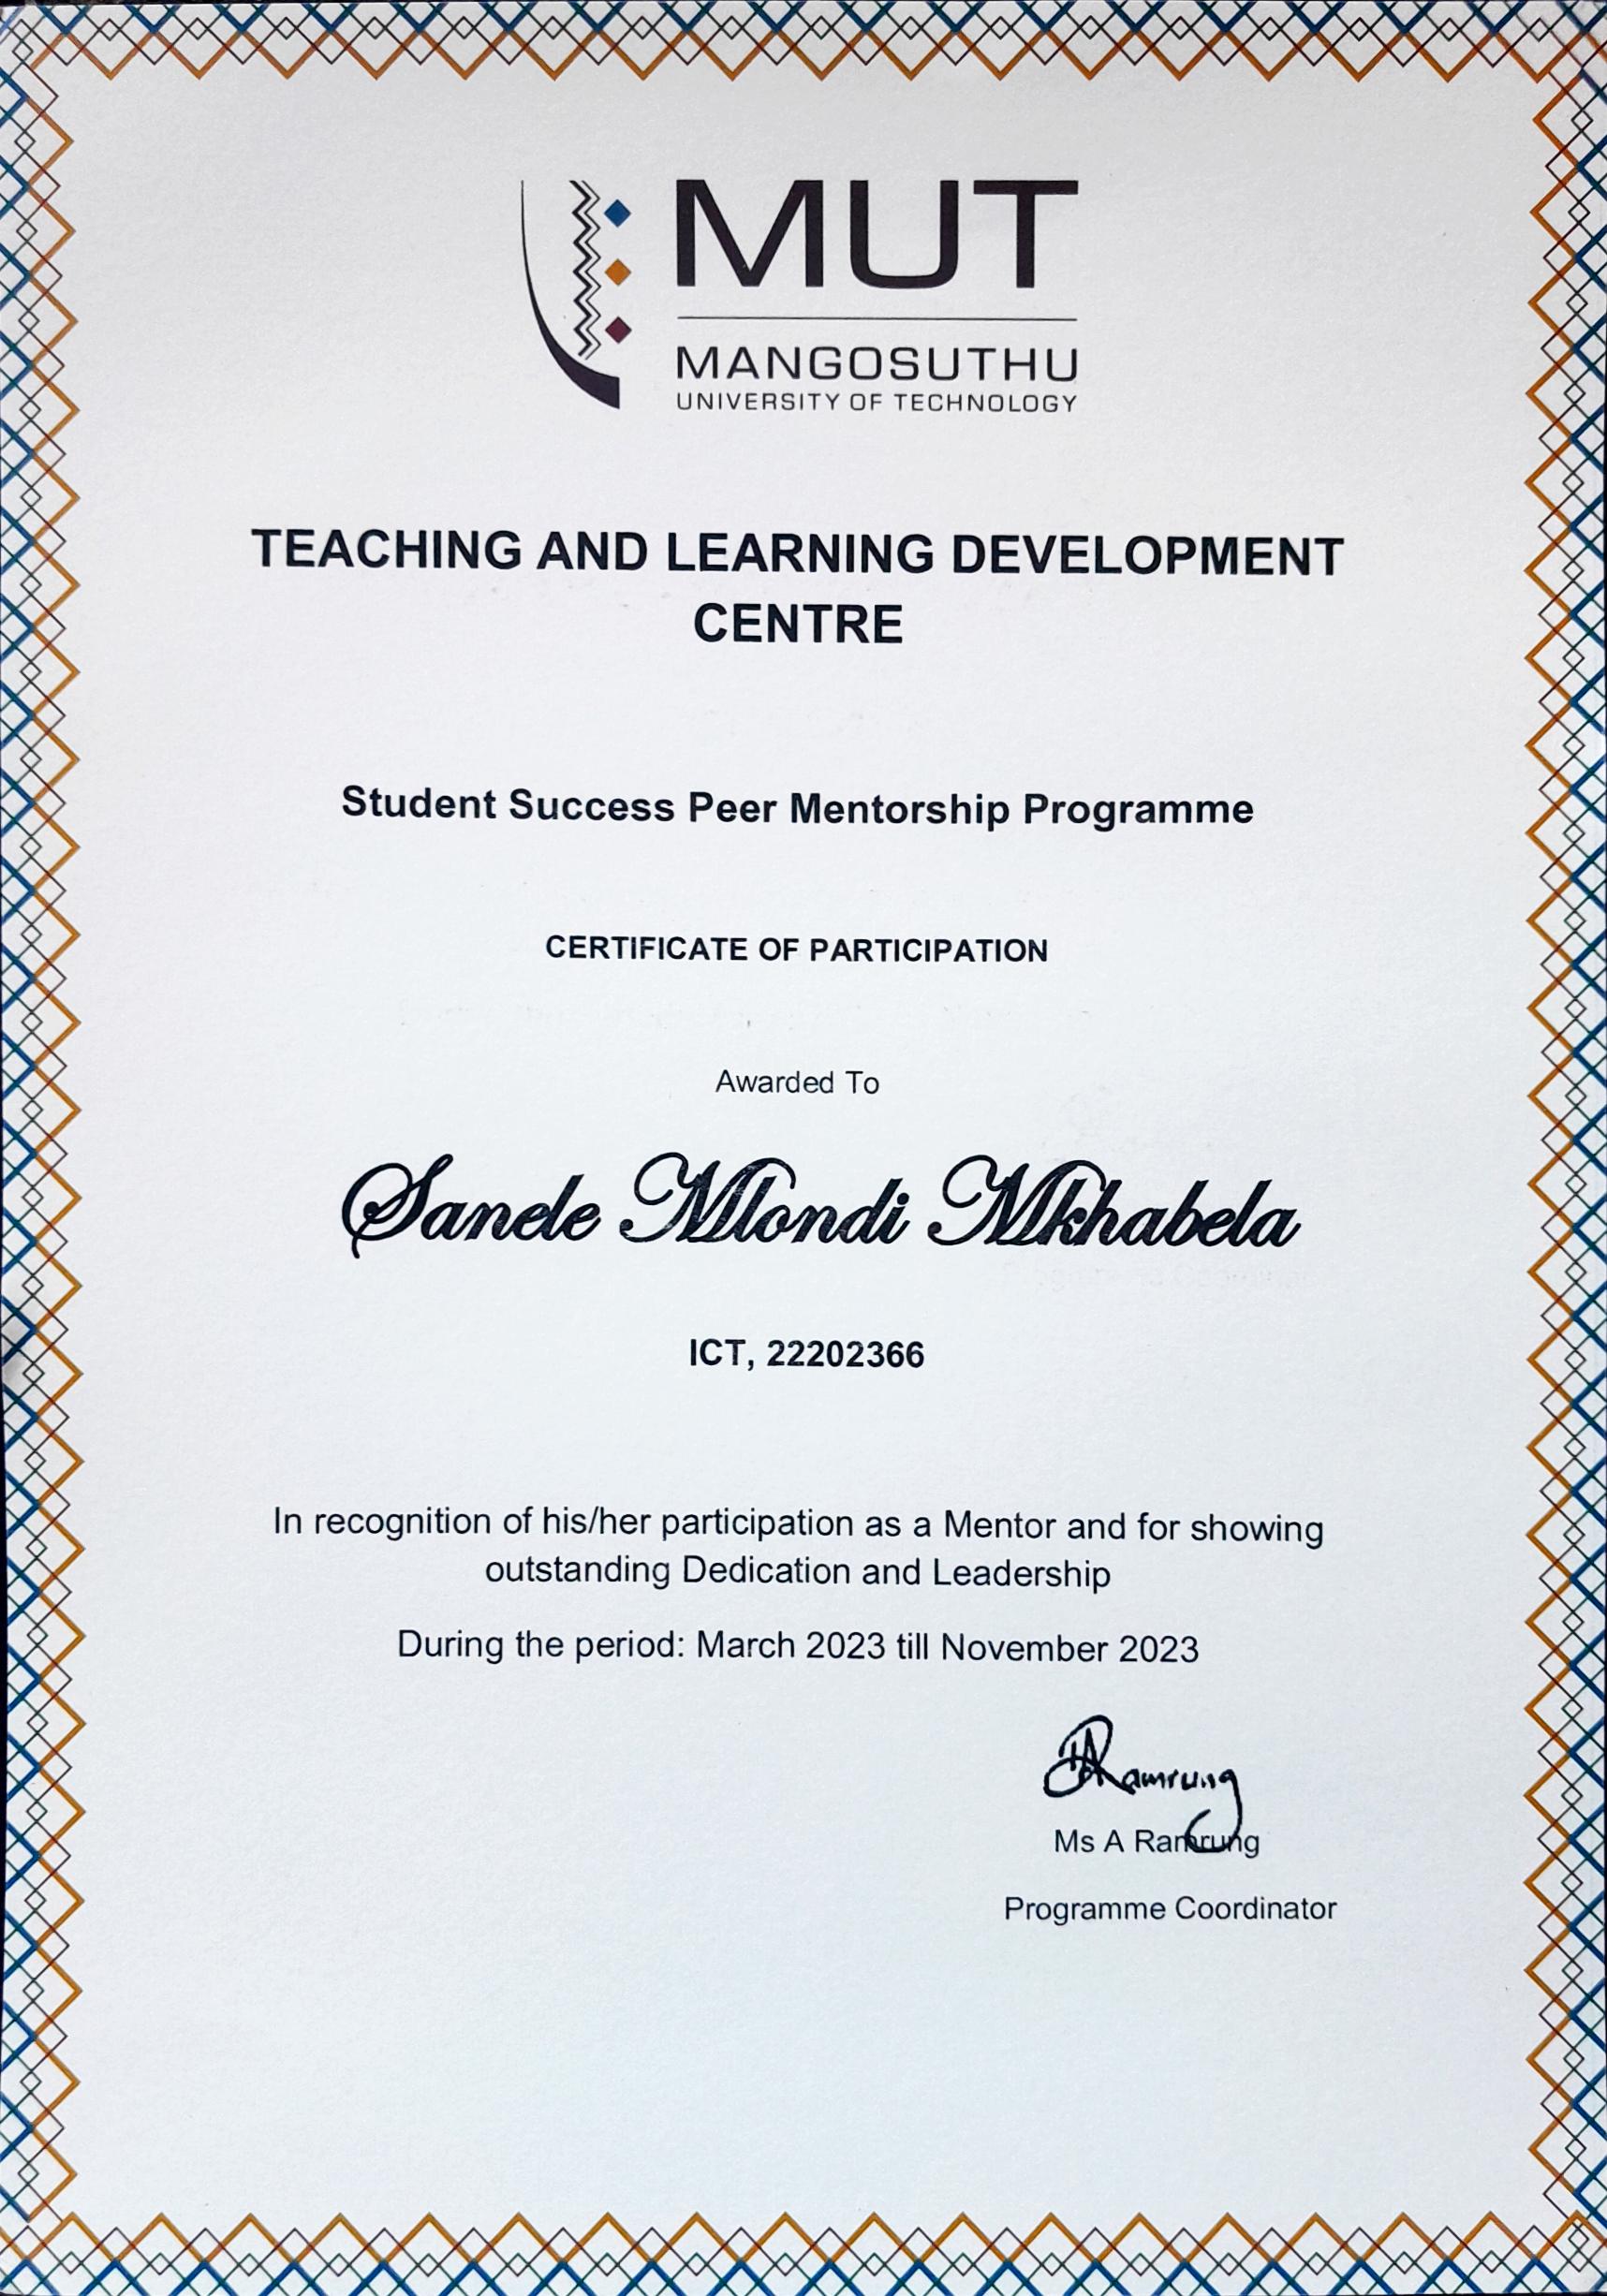 MUT
MANGOSUTHU
UNIVERSITY OF TECHNOLOGY
TEACHING AND LEARNING DEVELOPMENT
CENTRE
Student Success Peer Mentorship Programme
CERTIFICATE OF PARTICIPATION
Awarded To
Sanele Mlondi Mkhabela
ICT, 22202366
In recognition of his/her participation as a Mentor and for showing
outstanding Dedication and Leadership
During the period: March 2023 till November 2023
ARamrung
Ms A Ramrung
Programme Coordinator